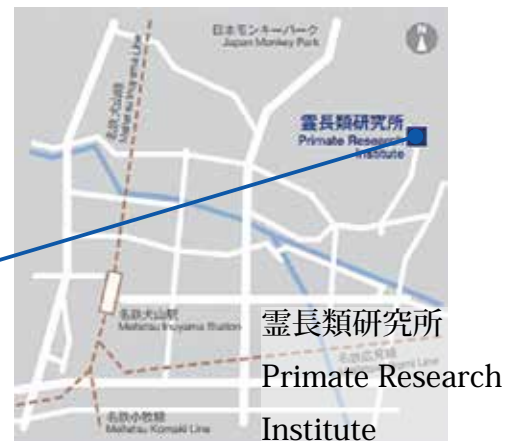 日本モンキーパーク
Japan Monkey Park
名鉄犬山線
Meitetsu Inuyama Line
霊長類研究所
Primate Research
Institute
名鉄犬山駅
Meitetsu Inuyama Station
名鉄広見線
Line
名鉄小牧線
Meitetsu Komaki Line
霊長類研究所
Primate Research
Institute